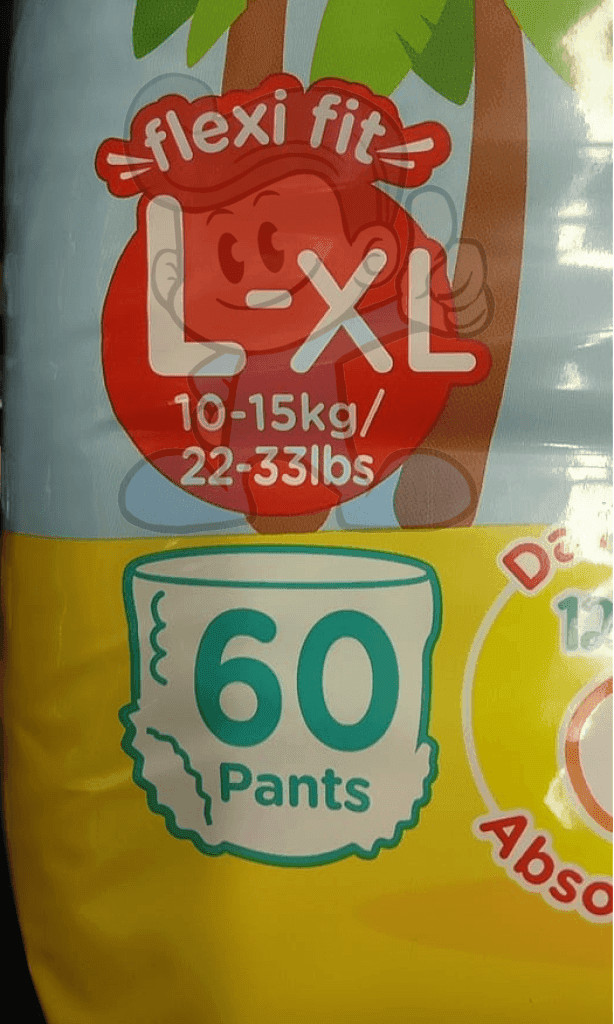 flexi fit
L-XL
10-15kg/
22-33lbs
60
Pants